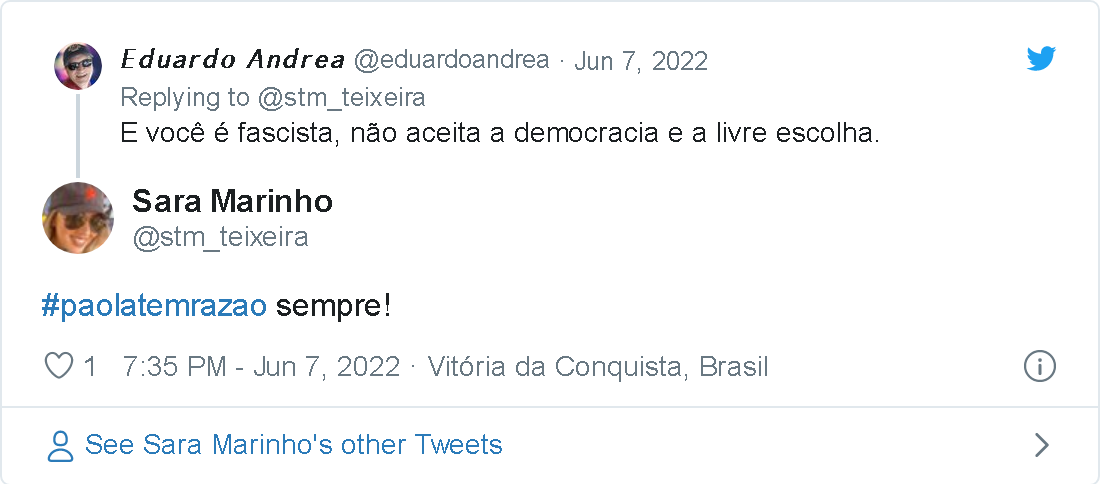 Eduardo Andrea @eduardoandrea · Jun 7, 2022
Replying to @stm_teixeira
E você é fascista, não aceita a democracia e a livre escolha.
Sara Marinho
@stm_teixeira
#paolatemrazao sempre!
1 7:35 PM - Jun 7, 2022 · Vitória da Conquista, Brasil
See Sara Marinho's other Tweets